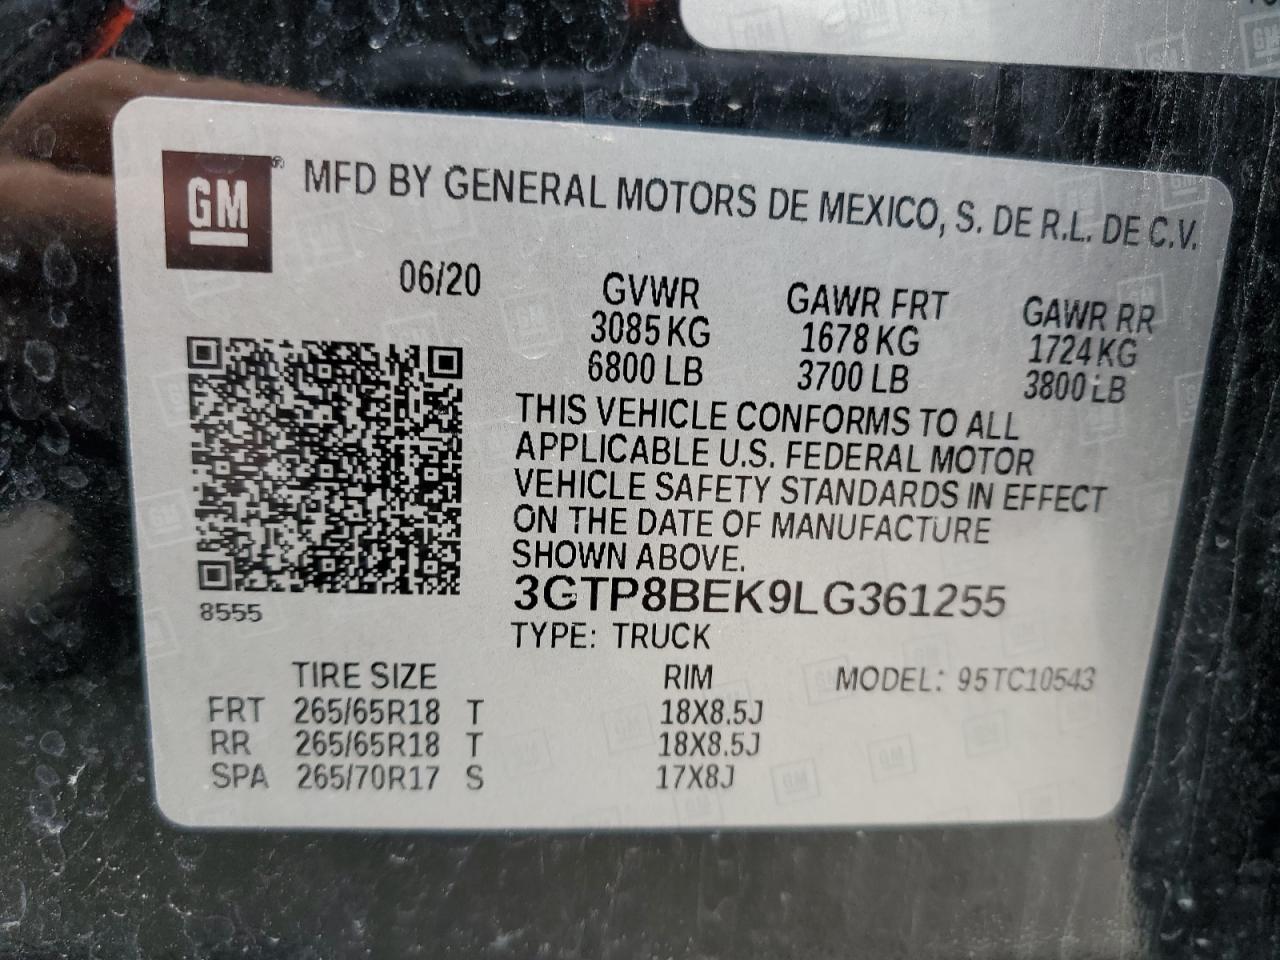 GM® MFD BY GENERAL MOTORS DE MEXICO, S. DE R.L. DE C.V.
06/20
GVWR GAWR FRT GAWR RR
3085 KG 1678 KG 1724 KG
6800 LB 3700 LB 3800 LB
THIS VEHICLE CONFORMS TO ALL
APPLICABLE U.S. FEDERAL MOTOR
VEHICLE SAFETY STANDARDS IN EFFECT
ON THE DATE OF MANUFACTURE
SHOWN ABOVE.
3GTP8BEK9LG361255
8555
TYPE: TRUCK
TIRE SIZE RIM MODEL: 95TC10543
FRT 265/65R18 T 18X8.5J
RR 265/65R18 T 18X8.5J
SPA 265/70R17 S 17X8J